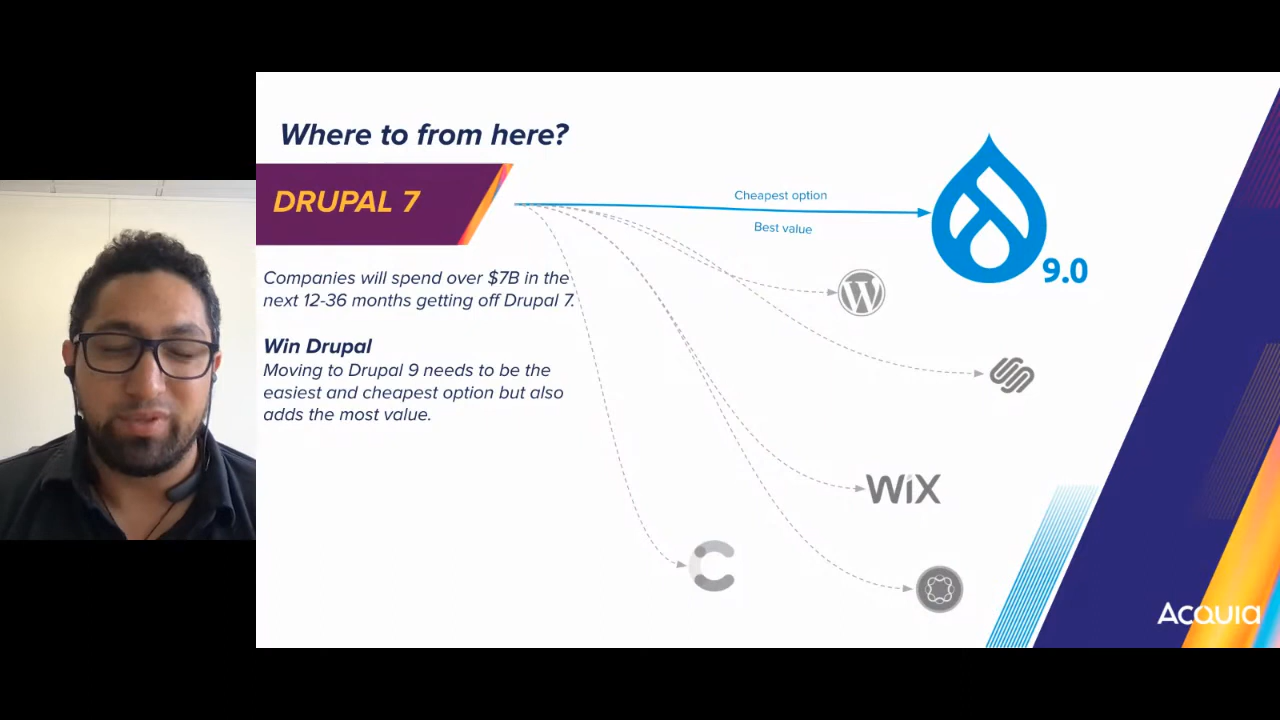 Where to from here?
DRUPAL 7
Cheapest option
Best value
9.0
Companies will spend over $7B in the
next 12-36 months getting off Drupal 7.
Win Drupal
Moving to Drupal 9 needs to be the
easiest and cheapest option but also
adds the most value.
WiX
ACQUIA